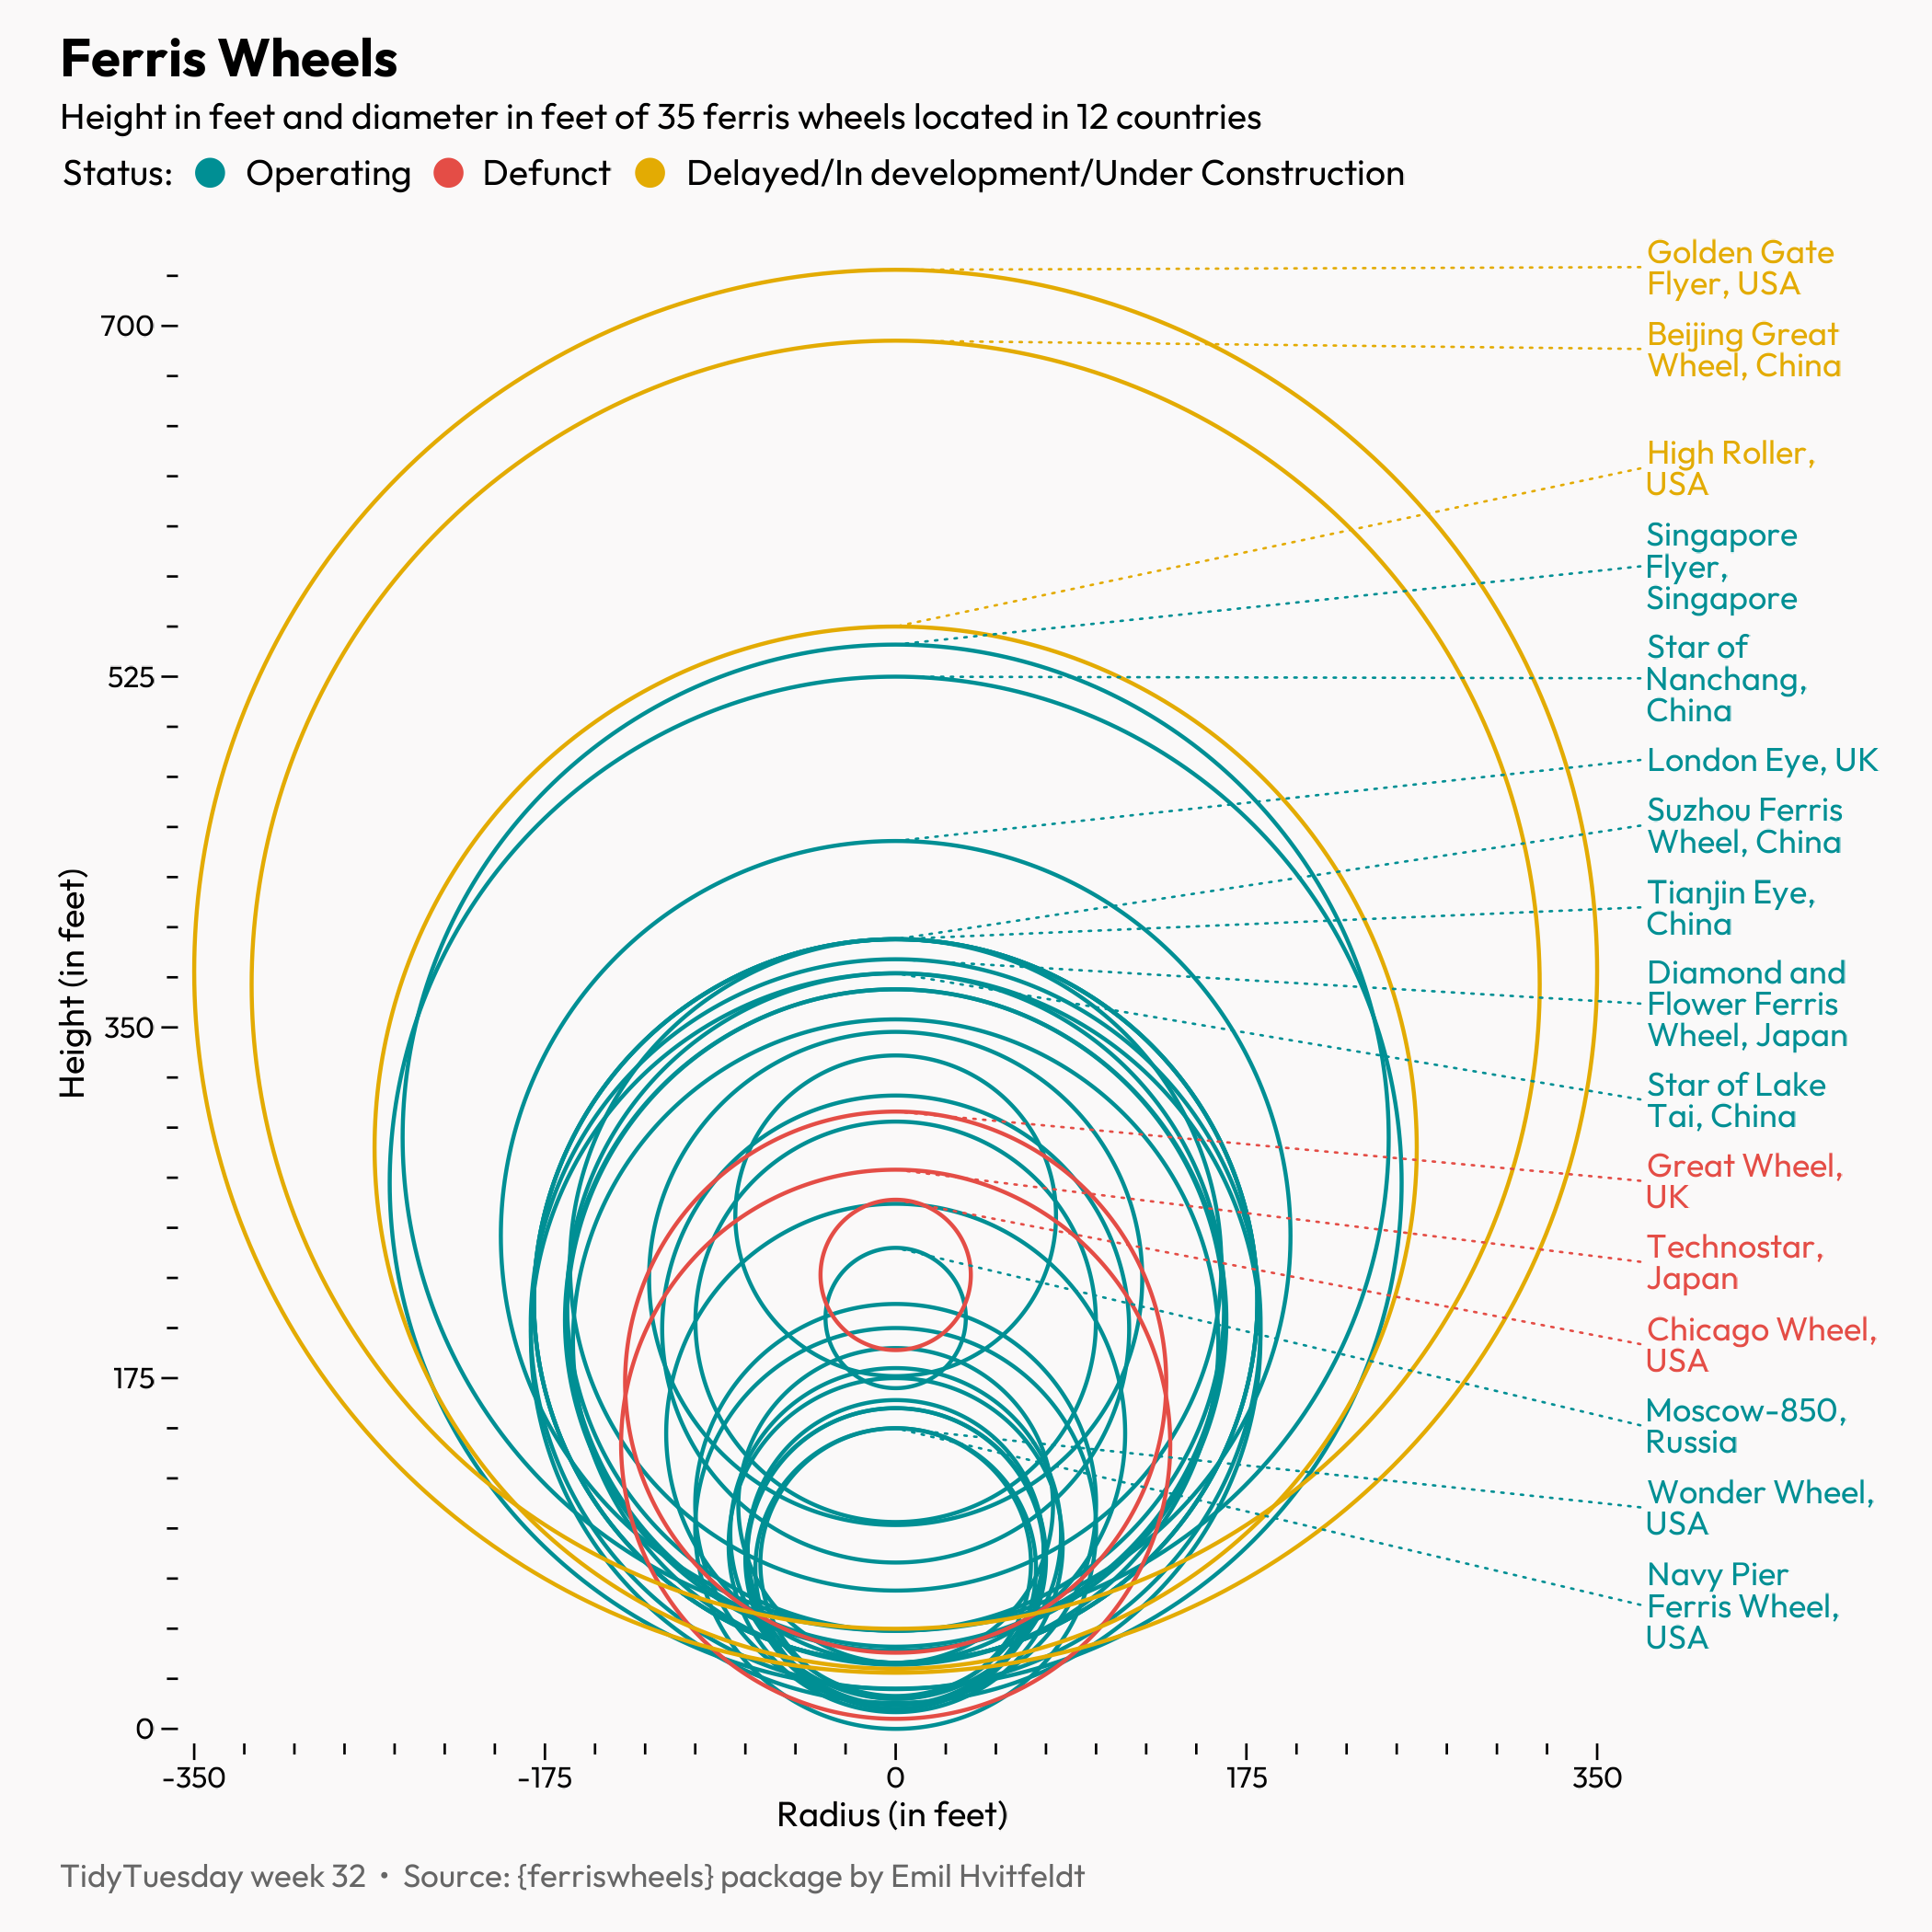 Ferris Wheels
Height in feet and diameter in feet of 35 ferris wheels located in 12 countries
Status: Operating Defunct Delayed/In development/Under Construction
Golden Gate
Flyer, USA
Beijing Great
Wheel, China
High Roller,
USA
Singapore
Flyer,
Singapore
Star of
Nanchang,
China
London Eye, UK
Suzhou Ferris
Wheel, China
Tianjin Eye,
China
Diamond and
Flower Ferris
Wheel, Japan
Star of Lake
Tai, China
Great Wheel,
UK
Technostar,
Japan
Chicago Wheel,
USA
Moscow-850,
Russia
Wonder Wheel,
USA
Navy Pier
Ferris Wheel,
USA
Height (in feet)
700
525
350
175
0
-350 -175 0 175 350
Radius (in feet)
TidyTuesday week 32 • Source: {ferriswheels} package by Emil Hvitfeldt